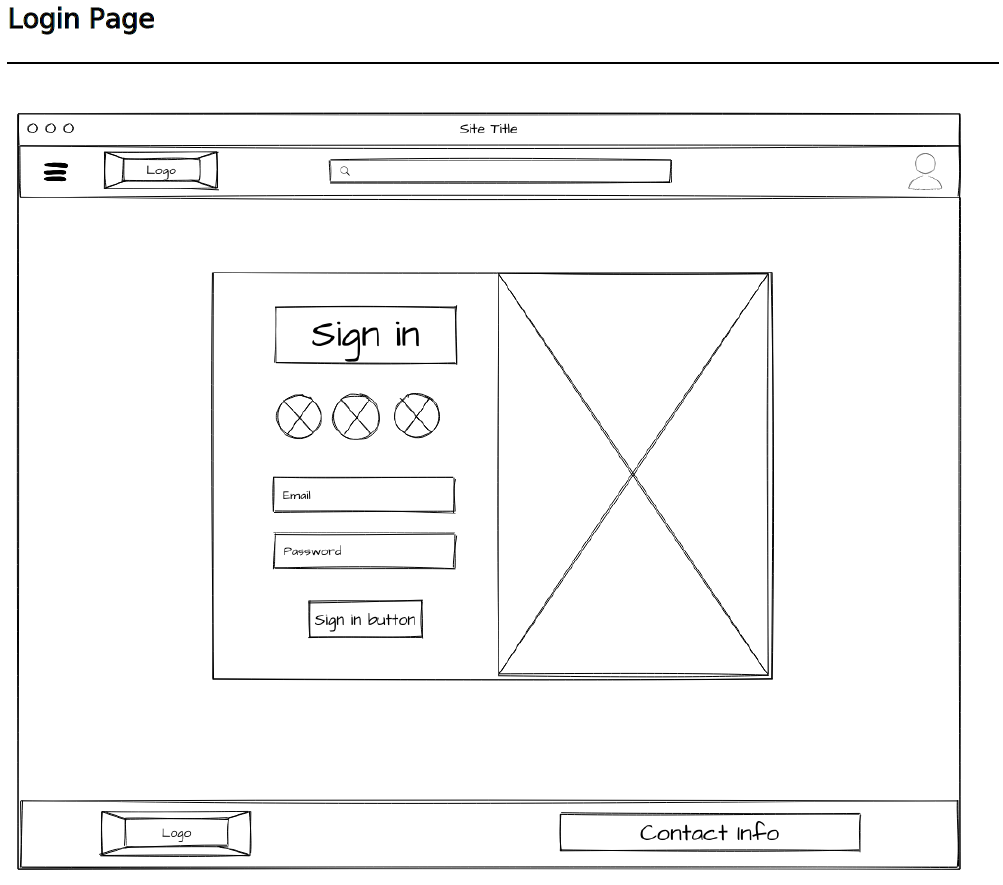 Login Page
Site Title
Logo
Sign in
Email
Password
Sign in button
Logo
Contact Info